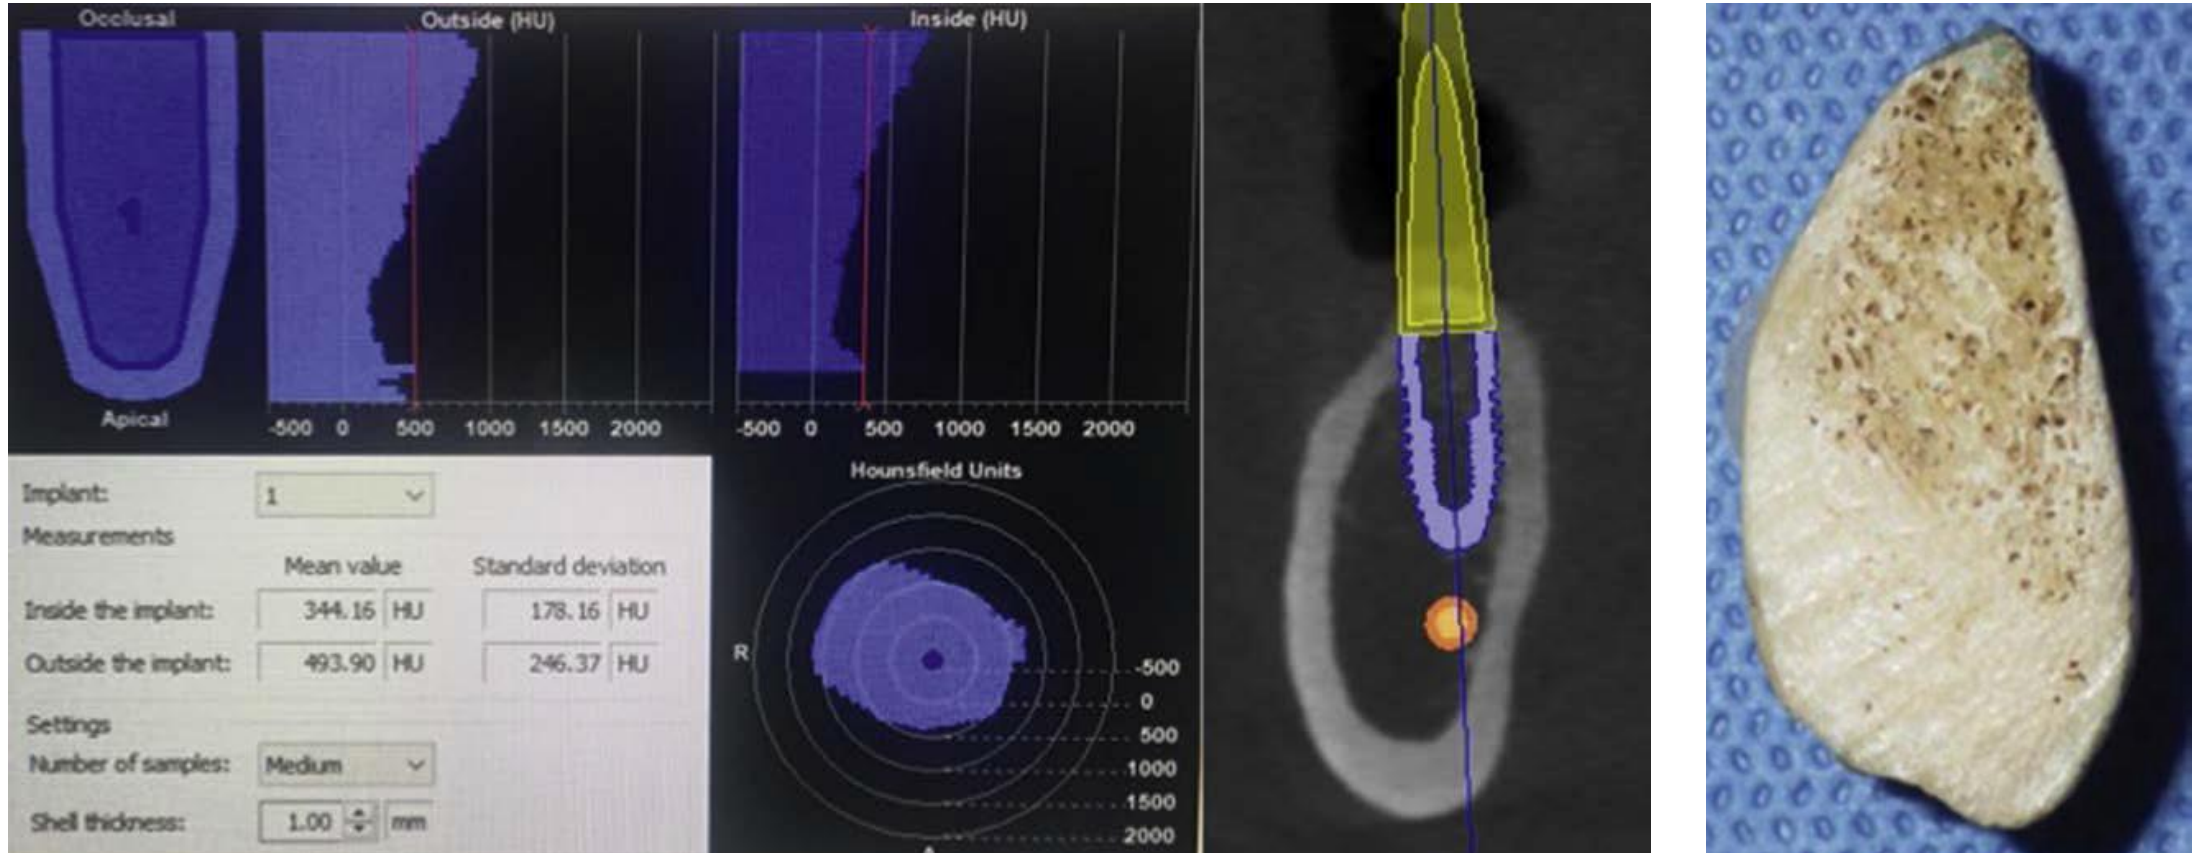 Occlusal
1
Apical
Outside (HU)
-500 0 500 1000 1500 2000
Inside (HU)
-500 0 500 1000 1500 2000
Implant: 1
Measurements
Mean value Standard deviation
Inside the implant: 344.16 HU 178.16 HU
Outside the implant: 493.90 HU 246.37 HU
Settings
Number of samples: Medium
Shell thickness: 1.00 mm
Hounsfield Units
R
-500
0
500
1000
1500
2000